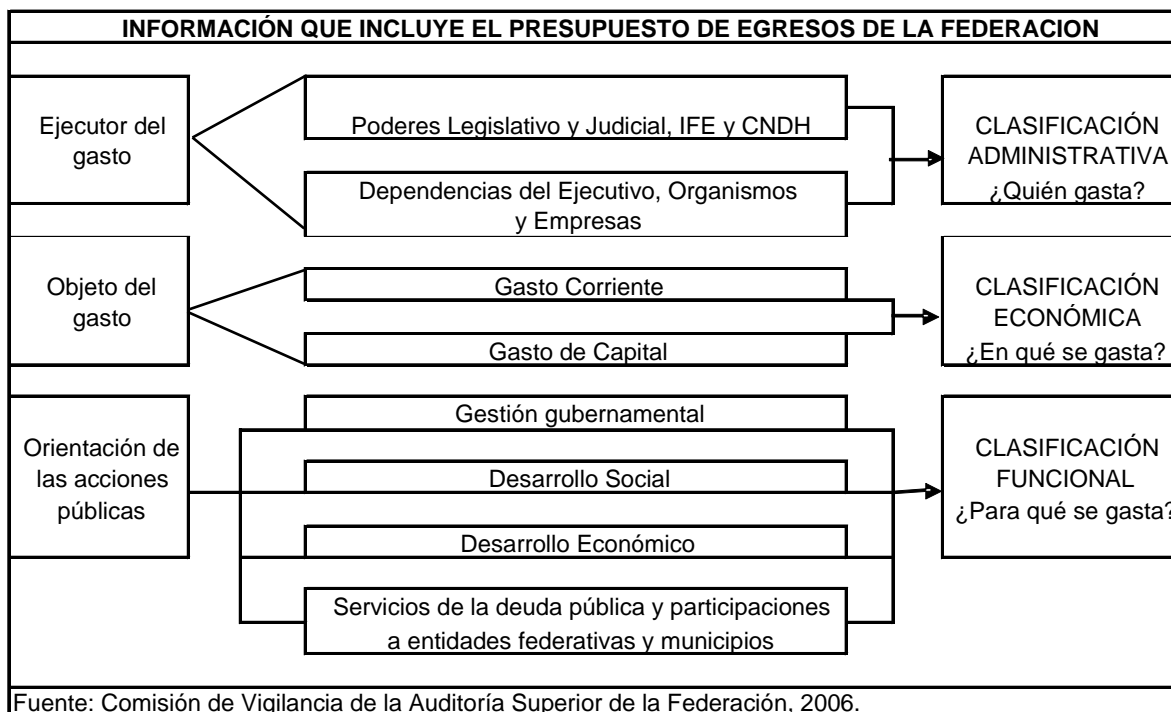 INFORMACIÓN QUE INCLUYE EL PRESUPUESTO DE EGRESOS DE LA FEDERACION
Ejecutor del
gasto
Poderes Legislativo y Judicial, IFE y CNDH
Dependencias del Ejecutivo, Organismos
y Empresas
CLASIFICACIÓN
ADMINISTRATIVA
¿Quién gasta?
Objeto del
gasto
Gasto Corriente
Gasto de Capital
CLASIFICACIÓN
ECONÓMICA
¿En qué se gasta?
Orientación de
las acciones
públicas
Gestión gubernamental
Desarrollo Social
Desarrollo Económico
Servicios de la deuda pública y participaciones
a entidades federativas y municipios
CLASIFICACIÓN
FUNCIONAL
¿Para qué se gasta?
Fuente: Comisión de Vigilancia de la Auditoría Superior de la Federación, 2006.